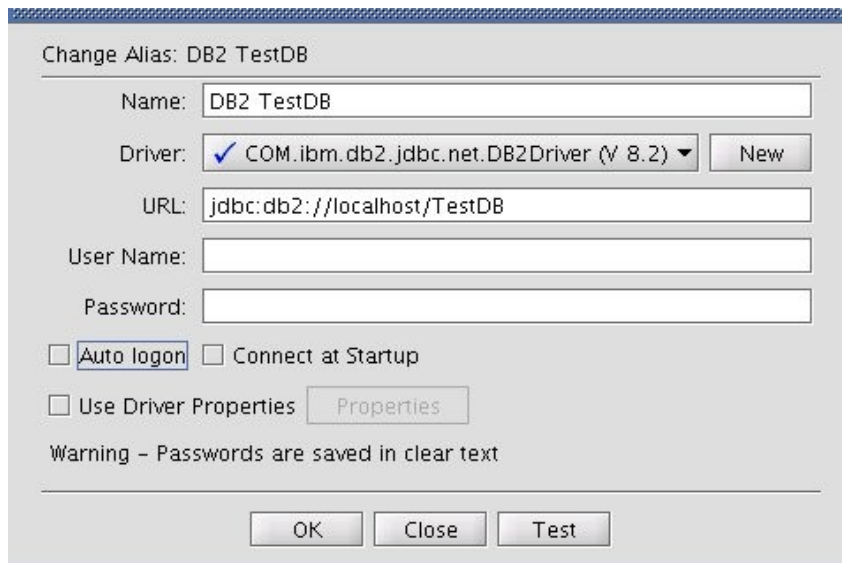 Change Alias: DB2 TestDB
Name: DB2 TestDB
Driver: COM.ibm.db2.jdbc.net.DB2Driver (V 8.2) New
URL: jdbc:db2://localhost/TestDB
User Name:
Password:
Auto logon Connect at Startup
Use Driver Properties Properties
Warning – Passwords are saved in clear text
OK Close Test